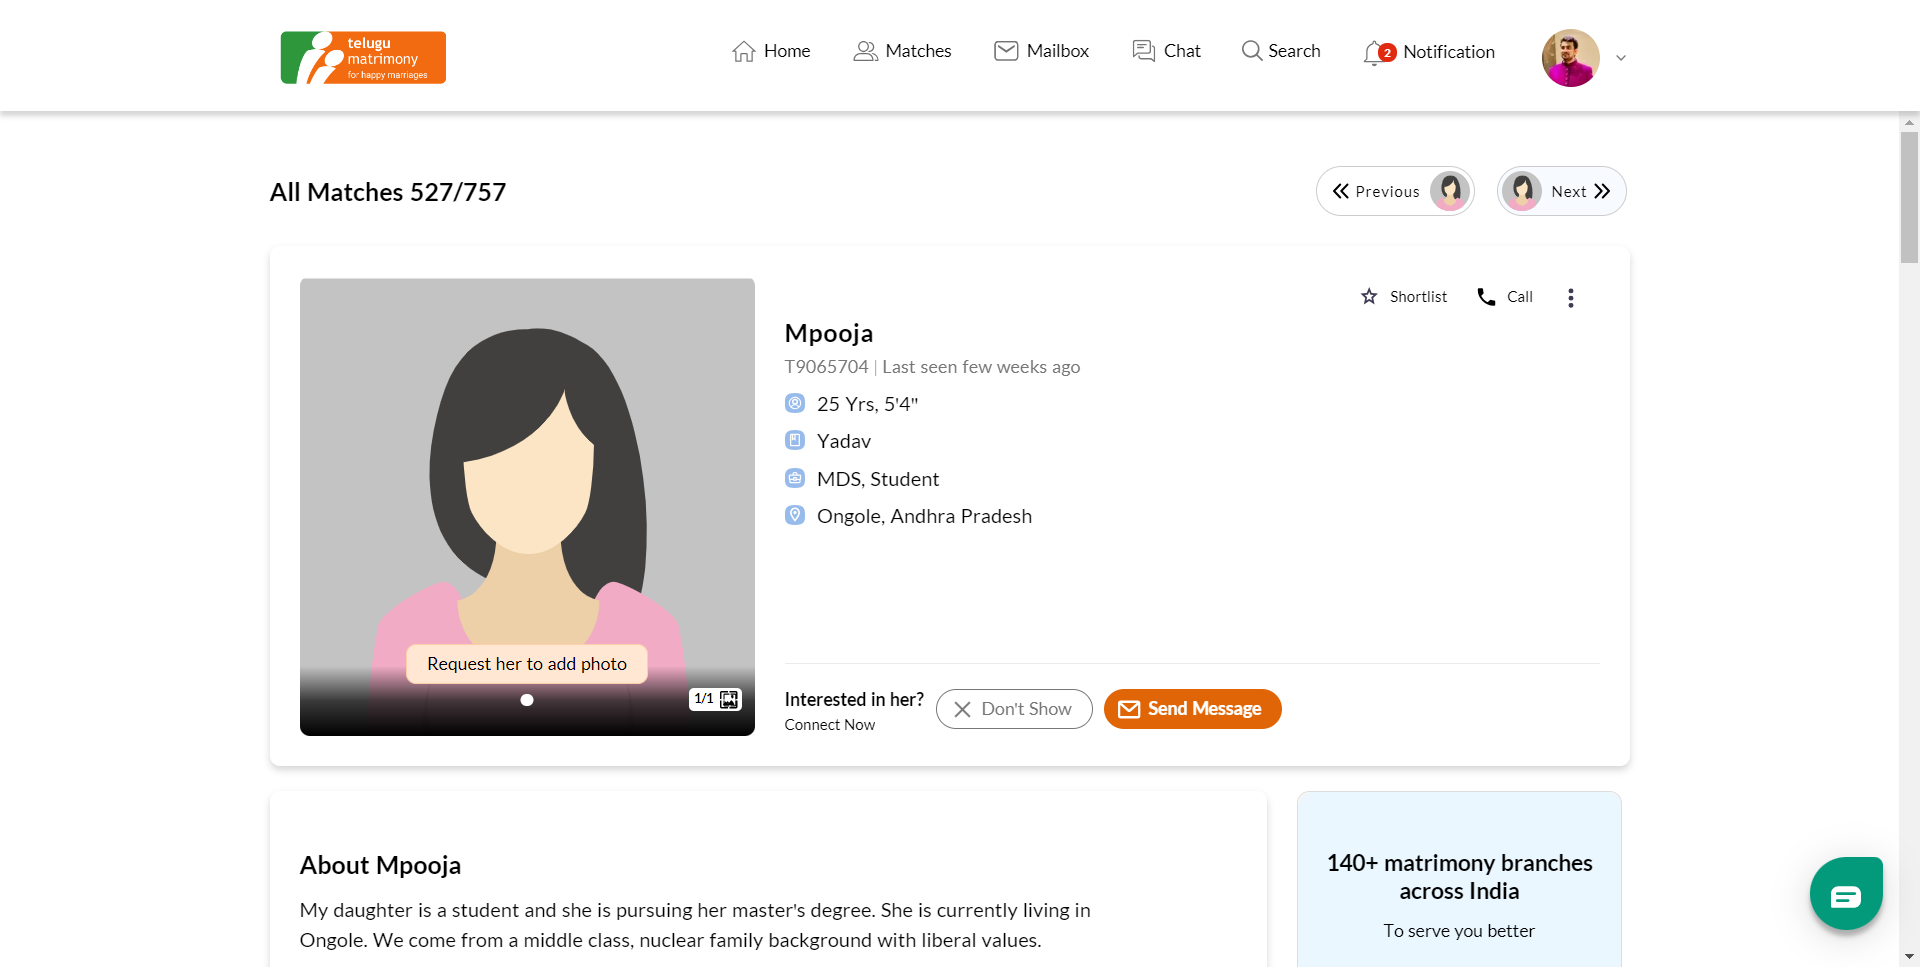 telugu
matrimony
for happy marriages
Home
Matches
Mailbox
Chat
Search
2
Notification
All Matches 527/757
Previous
Next
Shortlist
Call
Mpooja
T9065704 | Last seen few weeks ago
25 Yrs, 5'4"
Yadav
MDS, Student
Ongole, Andhra Pradesh
Request her to add photo
1/1
Interested in her?
Connect Now
Don't Show
Send Message
About Mpooja
My daughter is a student and she is pursuing her master's degree. She is currently living in
Ongole. We come from a middle class, nuclear family background with liberal values.
140+ matrimony branches
across India
To serve you better